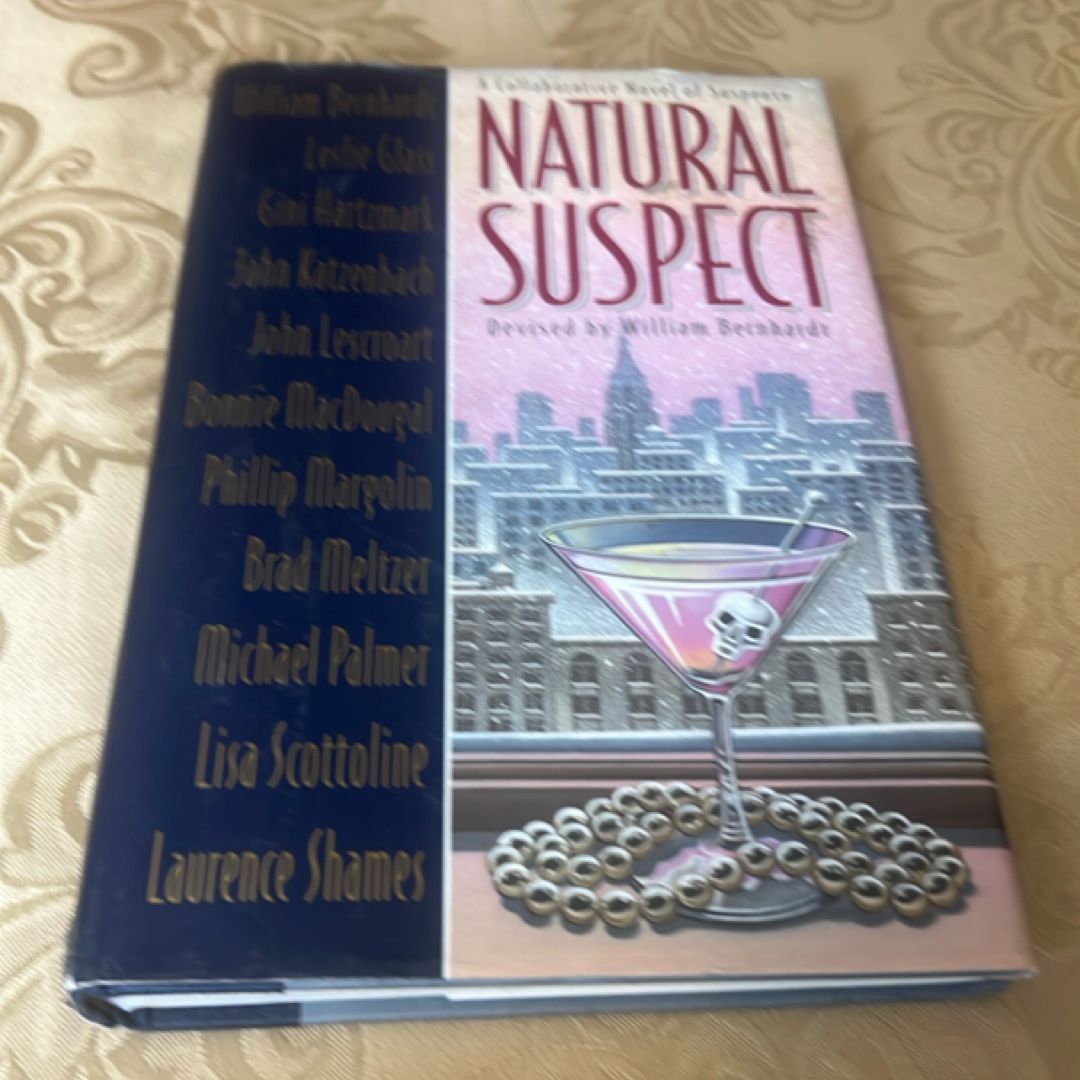 William Bernhardt
Leslie Glass
Gini Hartzmark
John Katzenbach
John Lescroart
Bonnie MacDougal
Phillip Margolin
Brad Meltzer
Michael Palmer
Lisa Scottoline
Laurence Shames
A Collaborative Novel of Suspense
NATURAL
SUSPECT
Devised by William Bernhardt